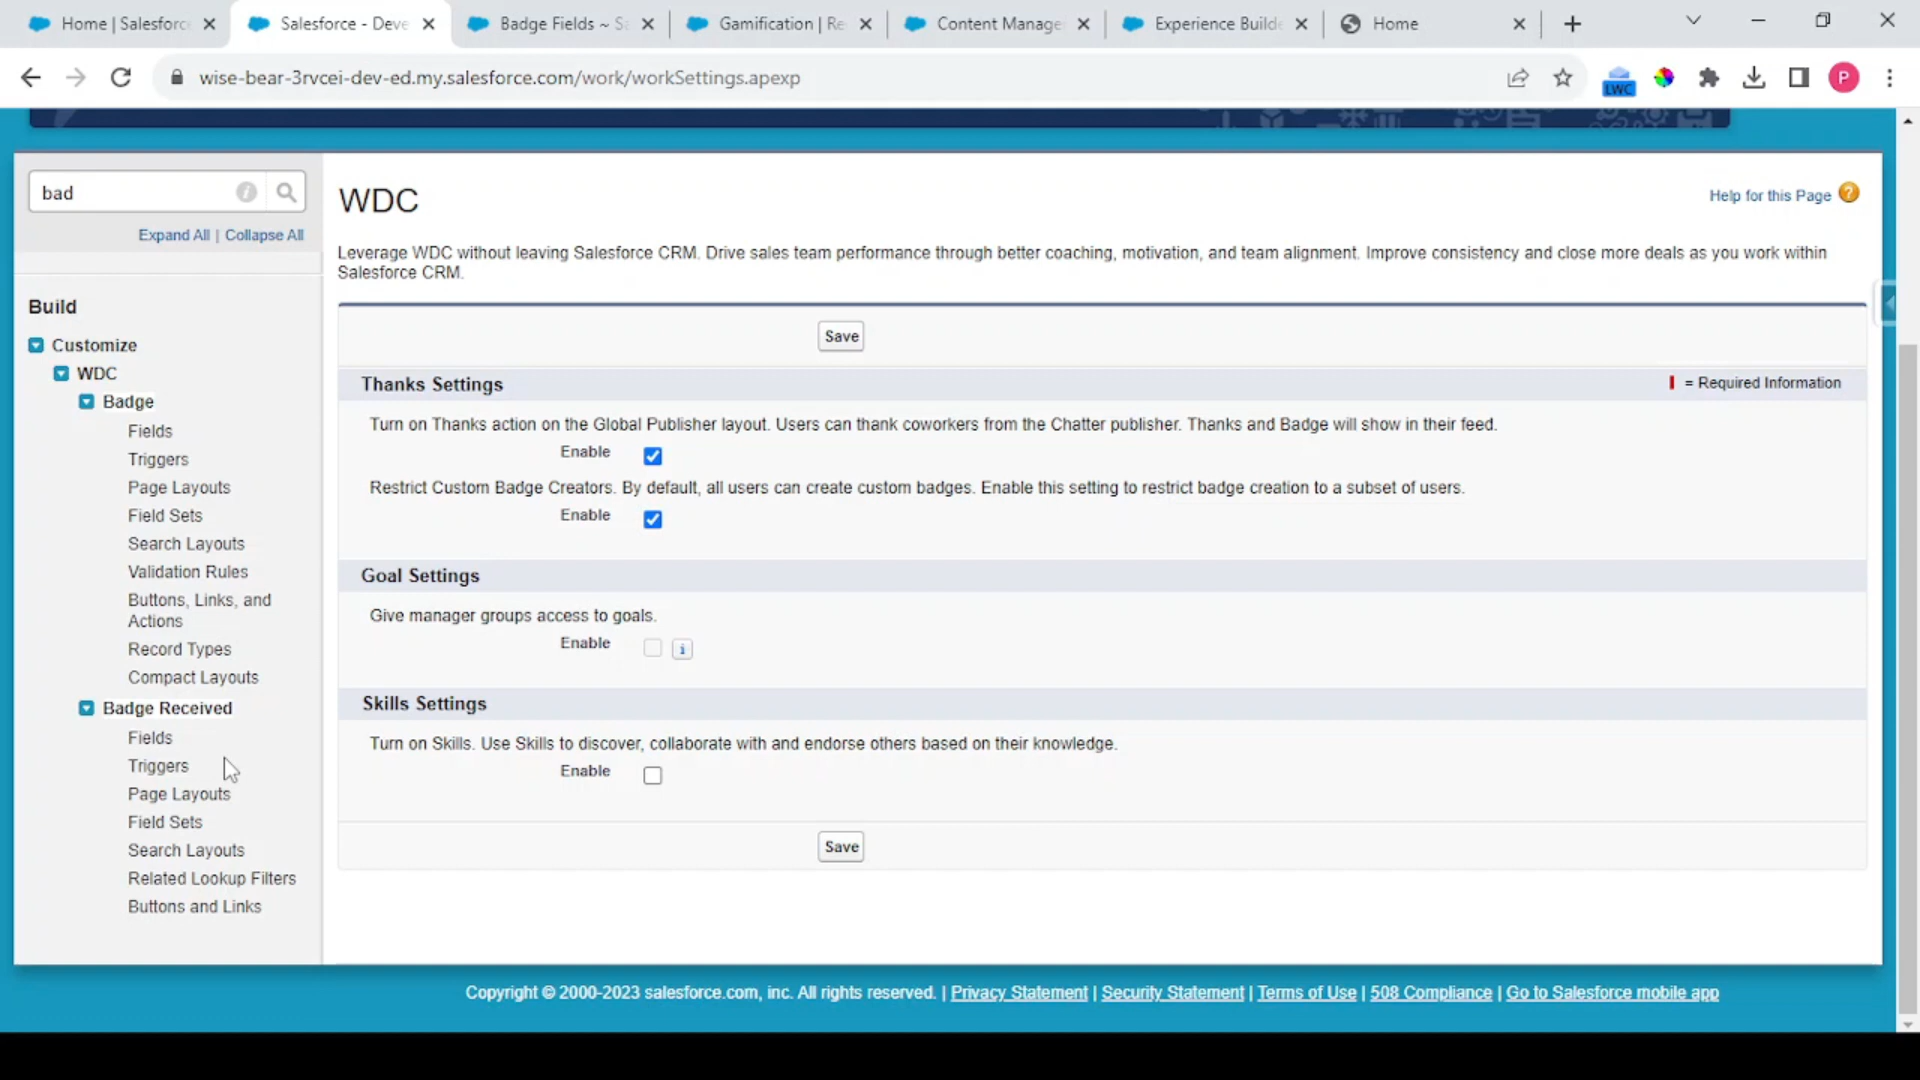 Home | Salesforc
Salesforce - Deve
Badge Fields ~ Sa
Gamification | Re
Content Manage
Experience Builde
Home
wise-bear-3rvcei-dev-ed.my.salesforce.com/work/workSettings.apexp
LWC
P
bad
Expand All | Collapse All
Build
Customize
WDC
Badge
Fields
Triggers
Page Layouts
Field Sets
Search Layouts
Validation Rules
Buttons, Links, and
Actions
Record Types
Compact Layouts
Badge Received
Fields
Triggers
Page Layouts
Field Sets
Search Layouts
Related Lookup Filters
Buttons and Links
WDC
Help for this Page ?
Leverage WDC without leaving Salesforce CRM. Drive sales team performance through better coaching, motivation, and team alignment. Improve consistency and close more deals as you work within
Salesforce CRM.
Save
Thanks Settings
= Required Information
Turn on Thanks action on the Global Publisher layout. Users can thank coworkers from the Chatter publisher. Thanks and Badge will show in their feed.
Enable
Restrict Custom Badge Creators. By default, all users can create custom badges. Enable this setting to restrict badge creation to a subset of users.
Enable
Goal Settings
Give manager groups access to goals.
Enable
i
Skills Settings
Turn on Skills. Use Skills to discover, collaborate with and endorse others based on their knowledge.
Enable
Save
Copyright © 2000-2023 salesforce.com, inc. All rights reserved. | Privacy Statement | Security Statement | Terms of Use | 508 Compliance | Go to Salesforce mobile app